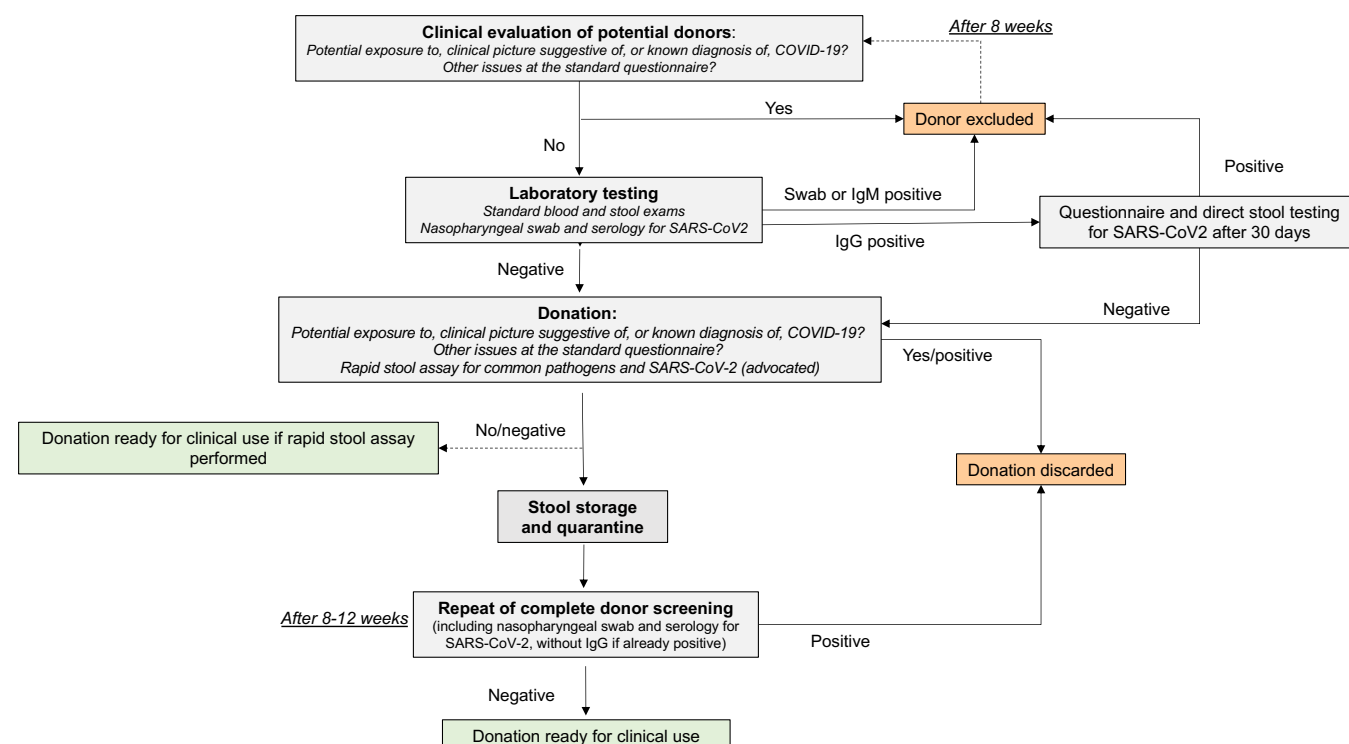 Clinical evaluation of potential donors:
Potential exposure to, clinical picture suggestive of, or known diagnosis of, COVID-19?
Other issues at the standard questionnaire?
After 8 weeks
Yes
Donor excluded
No
Positive
Laboratory testing
Standard blood and stool exams
Nasopharyngeal swab and serology for SARS-CoV2
Swab or IgM positive
IgG positive
Questionnaire and direct stool testing
for SARS-CoV2 after 30 days
Negative
Negative
Donation:
Potential exposure to, clinical picture suggestive of, or known diagnosis of, COVID-19?
Other issues at the standard questionnaire?
Rapid stool assay for common pathogens and SARS-CoV-2 (advocated)
Yes/positive
No/negative
Donation ready for clinical use if rapid stool assay
performed
Donation discarded
Stool storage
and quarantine
After 8-12 weeks
Repeat of complete donor screening
(including nasopharyngeal swab and serology for
SARS-CoV-2, without IgG if already positive)
Positive
Negative
Donation ready for clinical use